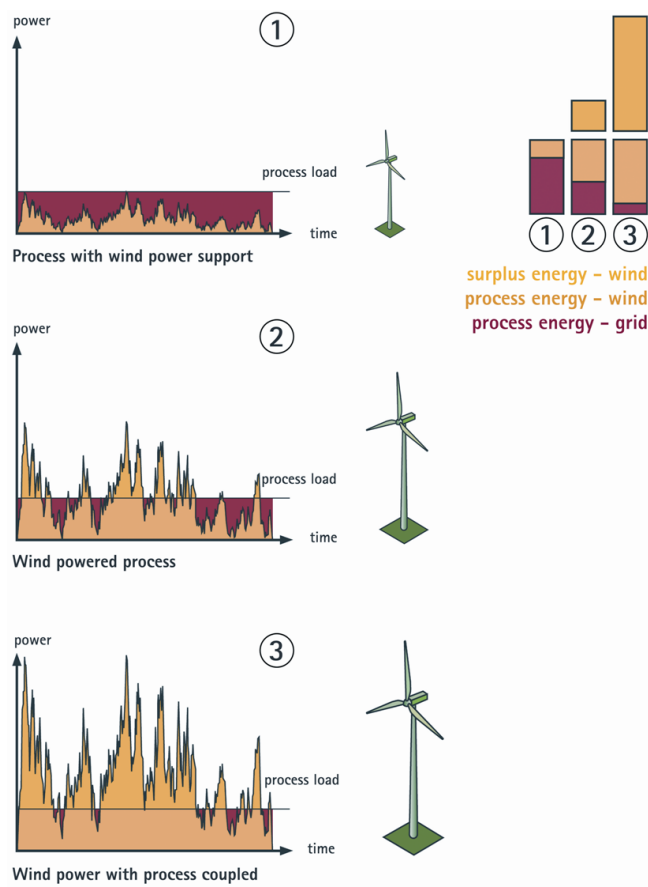 power
1
process load
time
Process with wind power support
1
2
3
surplus energy – wind
process energy – wind
process energy – grid
power
2
process load
time
Wind powered process
power
3
process load
time
Wind power with process coupled